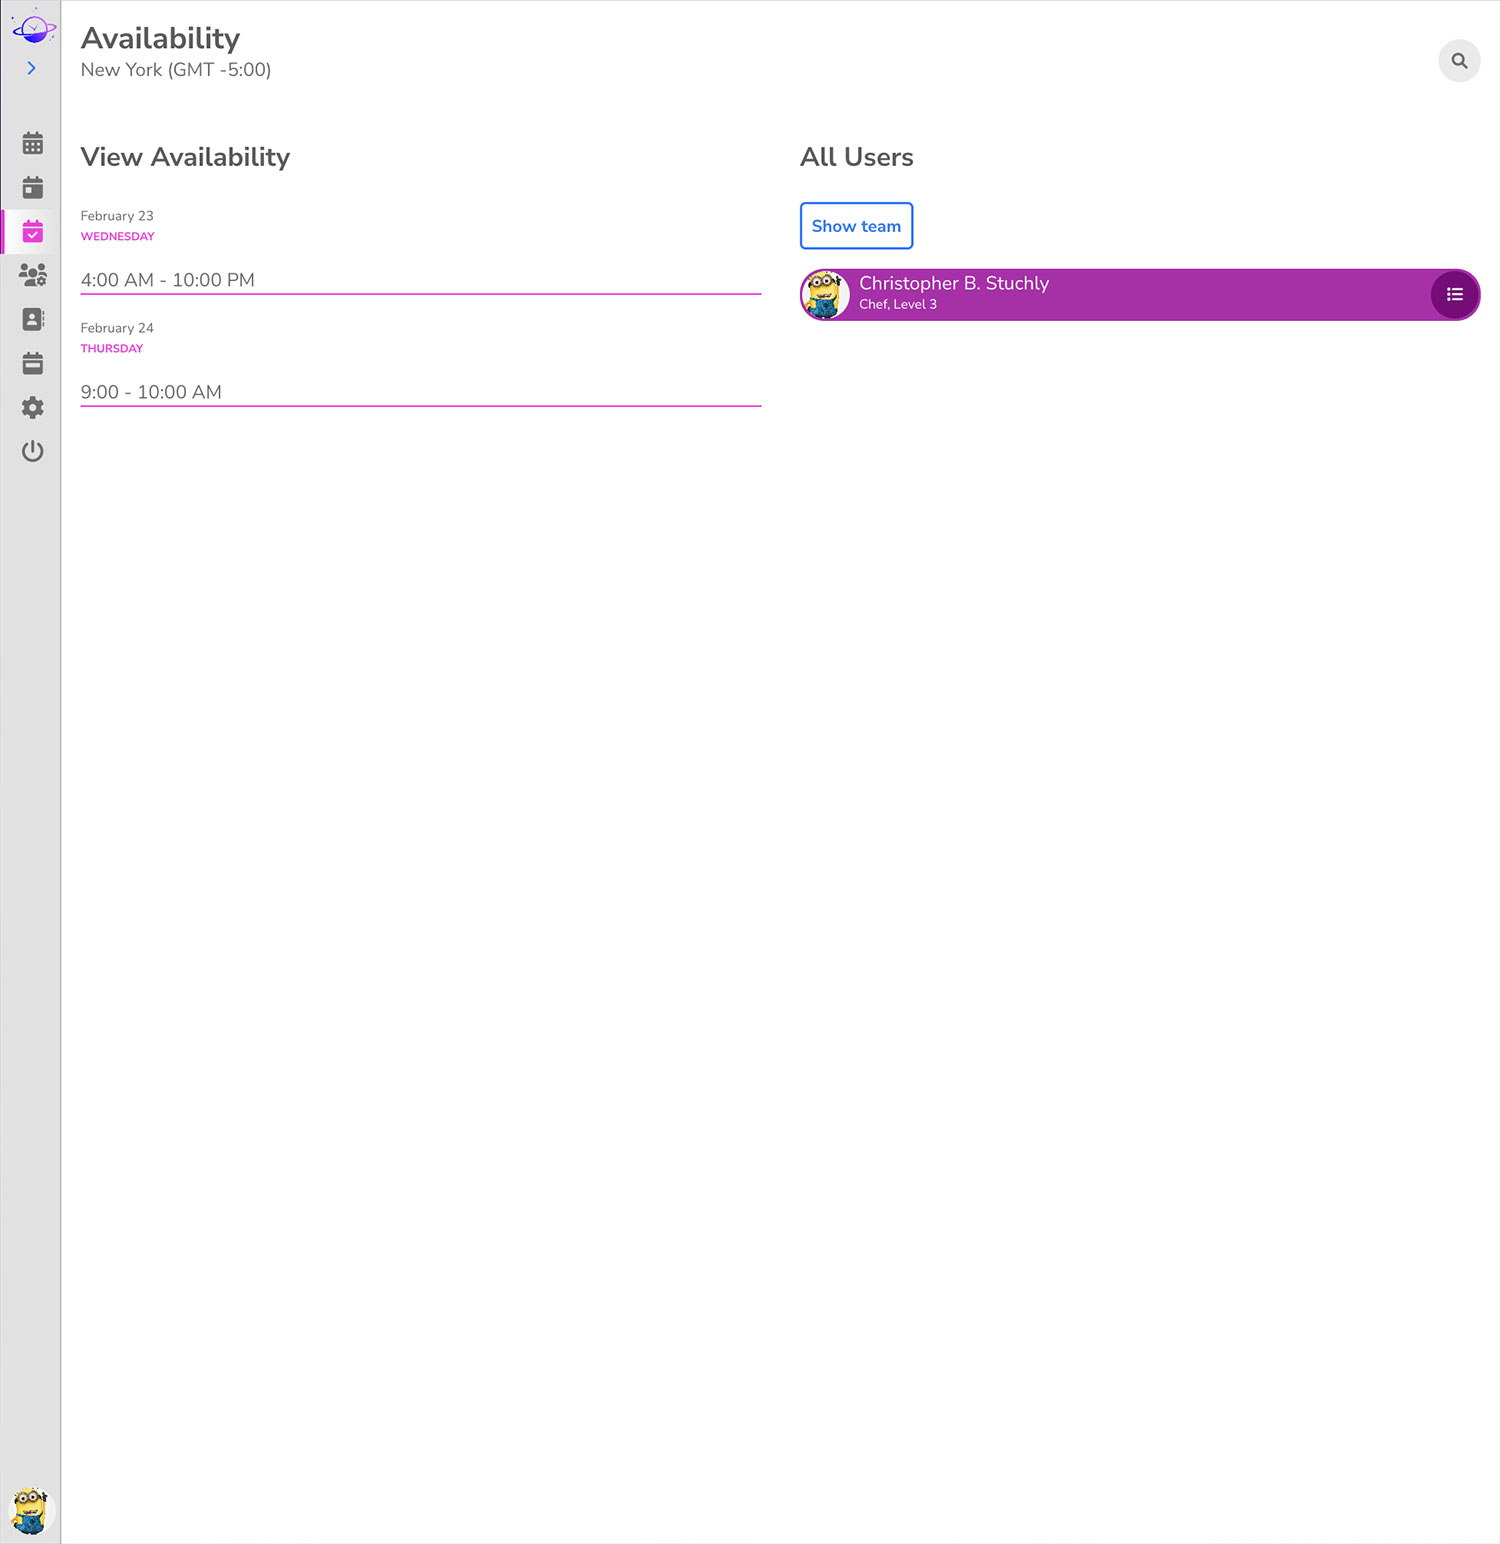 Availability
New York (GMT -5:00)
View Availability
February 23
WEDNESDAY
4:00 AM - 10:00 PM
February 24
THURSDAY
9:00 - 10:00 AM
All Users
Show team
Christopher B. Stuchly
Chef, Level 3